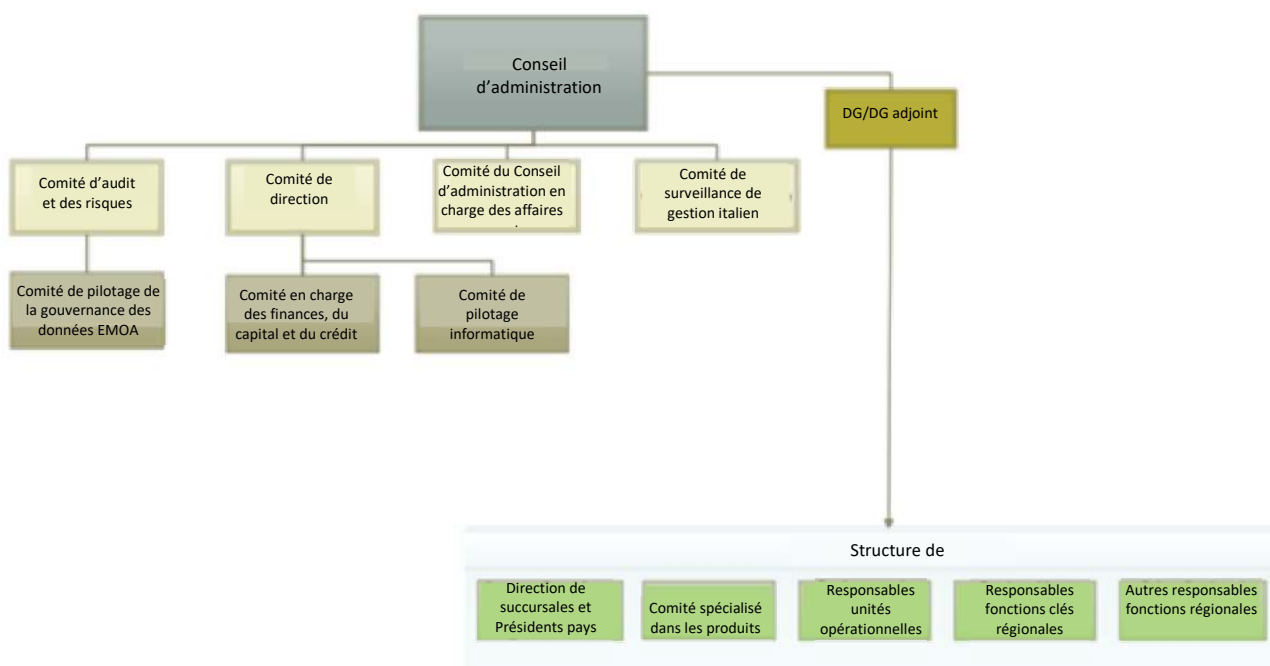 Conseil
d’administration
DG/DG adjoint
Comité d’audit
et des risques
Comité de
direction
Comité du Conseil
d’administration en
charge des affaires
Comité de
surveillance de
gestion italien
Comité de pilotage de
la gouvernance des
données EMOA
Comité en charge
des finances, du
capital et du crédit
Comité de
pilotage
informatique
Structure de
Direction de
succursales et
Présidents pays
Comité spécialisé
dans les produits
Responsables
unités
opérationnelles
Responsables
fonctions clés
régionales
Autres responsables
fonctions régionales